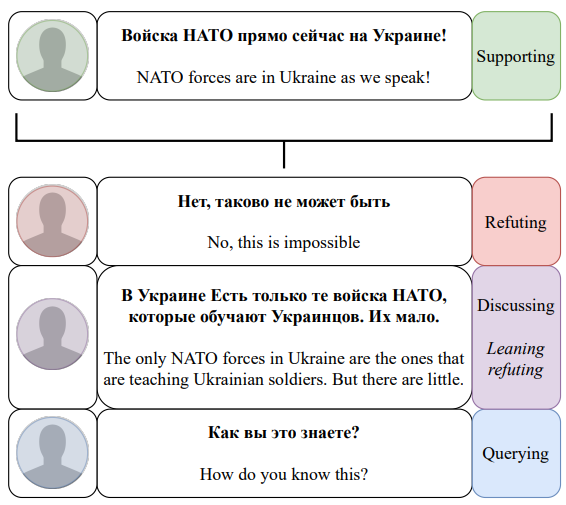 Войска НАТО прямо сейчас на Украине!
NATO forces are in Ukraine as we speak!
Supporting
Нет, таково не может быть
No, this is impossible
Refuting
В Украине Есть только те войска НАТО,
которые обучают Украинцов. Их мало.
The only NATO forces in Ukraine are the ones that
are teaching Ukrainian soldiers. But there are little.
Discussing
Leaning
refuting
Как вы это знаете?
How do you know this?
Querying